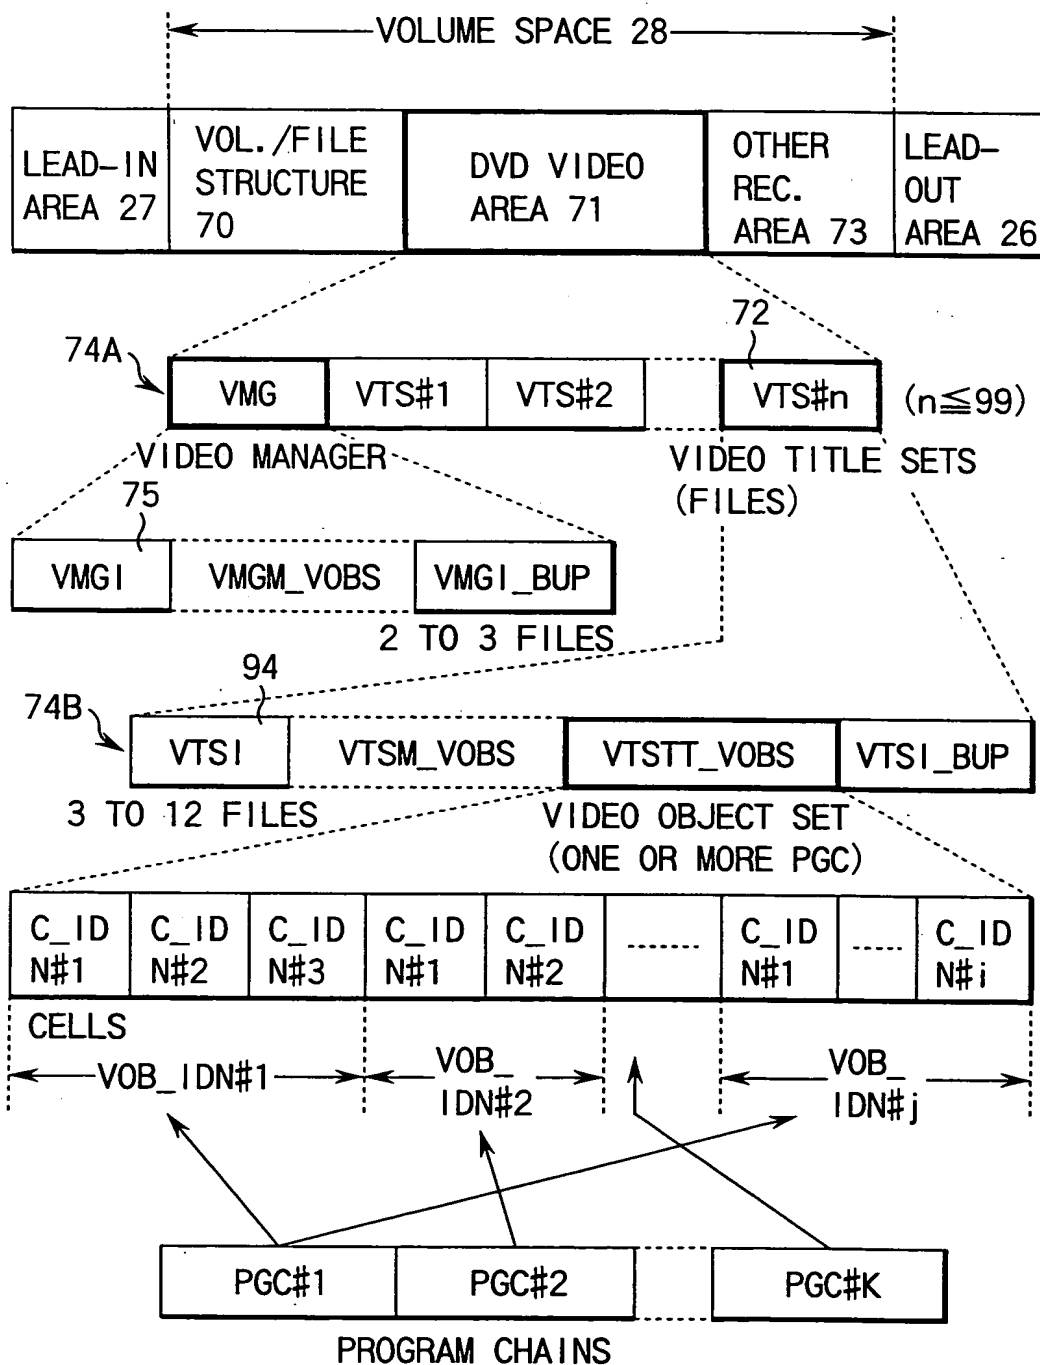 VOLUME SPACE 28
LEAD-IN
AREA 27
VOL./FILE
STRUCTURE
70
DVD VIDEO
AREA 71
OTHER
REC.
AREA 73
LEAD-
OUT
AREA 26
72
74A
VMG
VTS#1
VTS#2
VTS#n
(n≦99)
VIDEO MANAGER
VIDEO TITLE SETS
(FILES)
75
VMGI
VMGM_VOBS
VMGI_BUP
2 TO 3 FILES
94
74B
VTSI
VTSM_VOBS
VTSTT_VOBS
VTSI_BUP
3 TO 12 FILES
VIDEO OBJECT SET
(ONE OR MORE PGC)
C_ID
N#1
C_ID
N#2
C_ID
N#3
C_ID
N#1
C_ID
N#2
C_ID
N#1
C_ID
N#i
CELLS
VOB_IDN#1
VOB_
IDN#2
VOB_
IDN#j
PGC#1
PGC#2
PGC#K
PROGRAM CHAINS